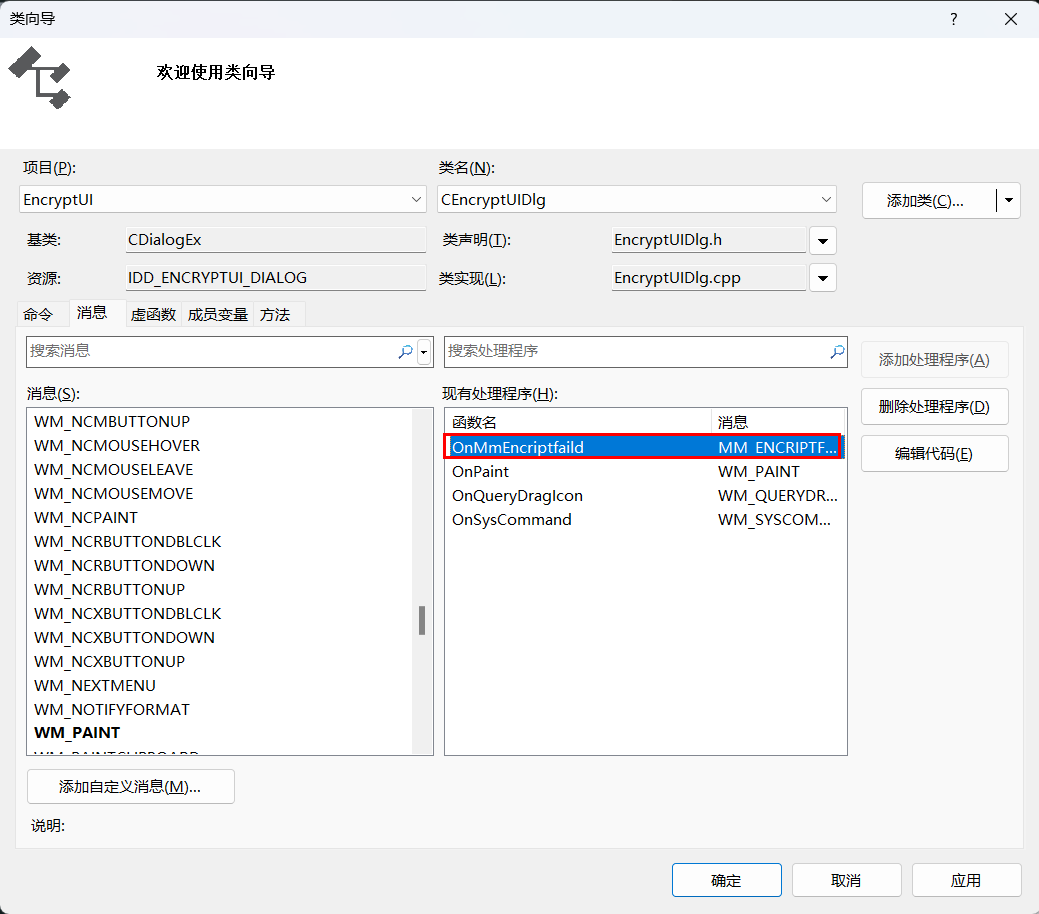 类向导
?
欢迎使用类向导
项目(P):
类名(N):
EncryptUI
CEncryptUIDlg
添加类(C)...
基类:
CDialogEx
类声明(T):
EncryptUIDlg.h
资源:
IDD_ENCRYPTUI_DIALOG
类实现(L):
EncryptUIDlg.cpp
命令
消息
虚函数
成员变量
方法
搜索消息
搜索处理程序
添加处理程序(A)
消息(S):
现有处理程序(H):
删除处理程序(D)
编辑代码(E)
WM_NCMBUTTONUP
WM_NCMOUSEHOVER
WM_NCMOUSELEAVE
WM_NCMOUSEMOVE
WM_NCPAINT
WM_NCRBUTTONDBLCLK
WM_NCRBUTTONDOWN
WM_NCRBUTTONUP
WM_NCXBUTTONDBLCLK
WM_NCXBUTTONDOWN
WM_NCXBUTTONUP
WM_NEXTMENU
WM_NOTIFYFORMAT
WM_PAINT
WM_PAINTCLIPBOARD
函数名 消息
OnMmEncriptfaild MM_ENCRIPTF...
OnPaint WM_PAINT
OnQueryDragIcon WM_QUERYDR...
OnSysCommand WM_SYSCOM...
添加自定义消息(M)...
说明:
确定
取消
应用